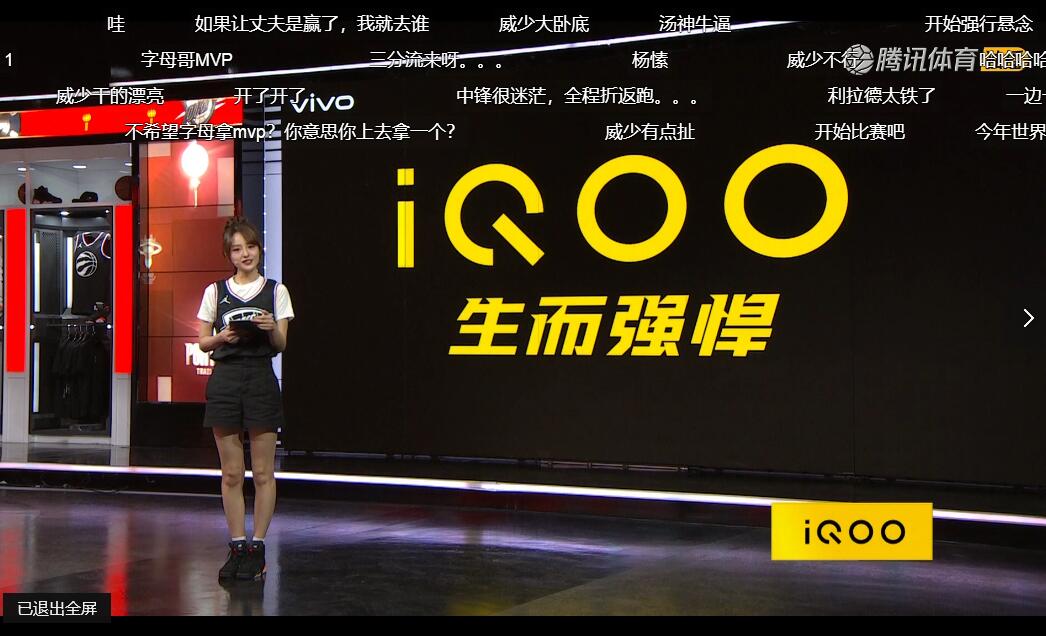 哇 如果让丈夫是赢了，我就去谁 威少大卧底 汤神牛逼 开始强行悬念
1 字母哥MVP 三分流来呀。。。 杨愫 威少不行 哈哈哈哈
腾讯体育
威少干的漂亮 开了开了 中锋很迷茫，全程折返跑。。。 利拉德太铁了 一边
vivo
不希望字母拿mvp？你意思你上去拿一个？ 威少有点扯 开始比赛吧 今年世界
iQOO
生而强悍
iQOO
已退出全屏